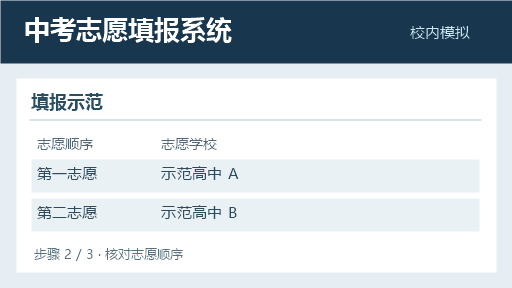 中考志愿填报系统
校内模拟
填报示范
志愿顺序 志愿学校
第一志愿 示范高中 A
第二志愿 示范高中 B
步骤 2 / 3 · 核对志愿顺序